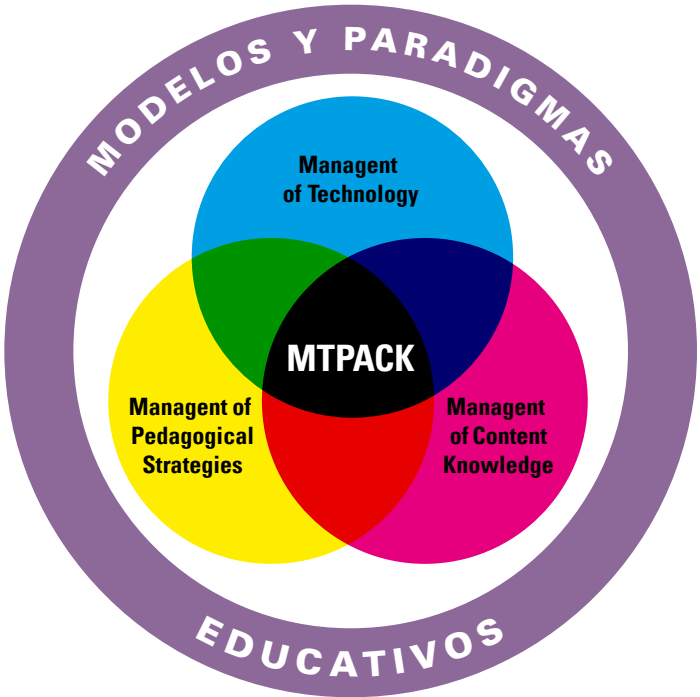 MODELOS Y PARADIGMAS
Managent
of Technology
MTPACK
Managent of
Pedagogical
Strategies
Managent
of Content
Knowledge
EDUCATIVOS